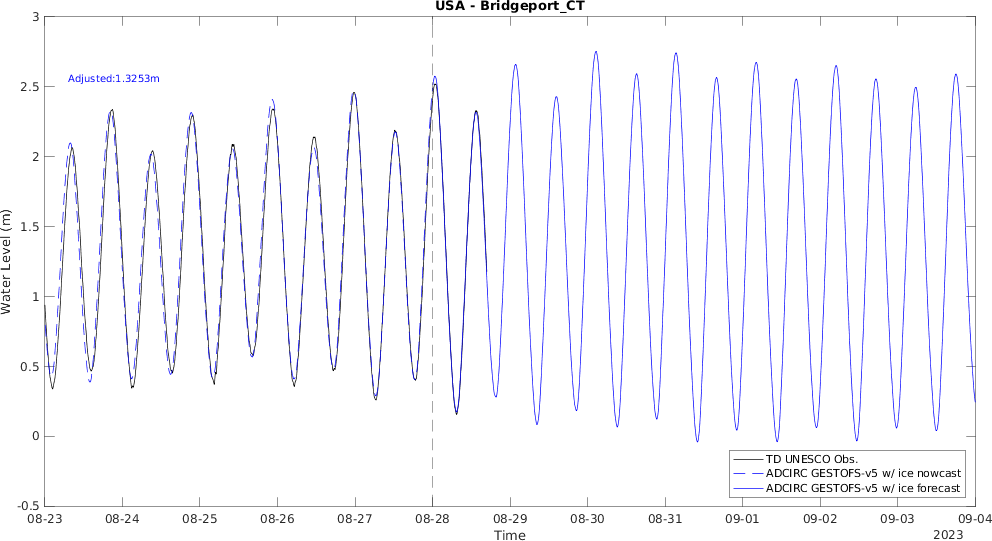 USA - Bridgeport_CT
3
2.5
2
1.5
1
0.5
0
-0.5
Water Level (m)
Adjusted:1.3253m
TD UNESCO Obs.
ADCIRC GESTOFS-v5 w/ ice nowcast
ADCIRC GESTOFS-v5 w/ ice forecast
08-23 08-24 08-25 08-26 08-27 08-28 08-29 08-30 08-31 09-01 09-02 09-03 09-04
Time
2023